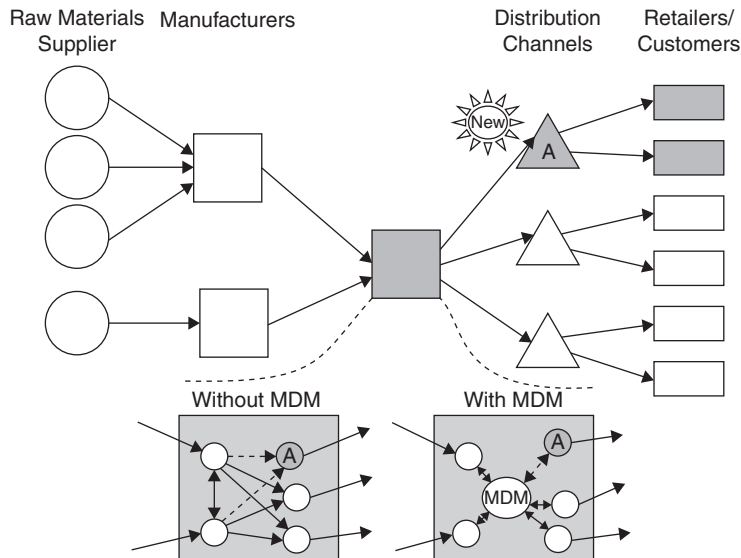 Raw Materials
Supplier
Manufacturers
Distribution
Channels
Retailers/
Customers
New
A
Without MDM
With MDM
A
A
MDM